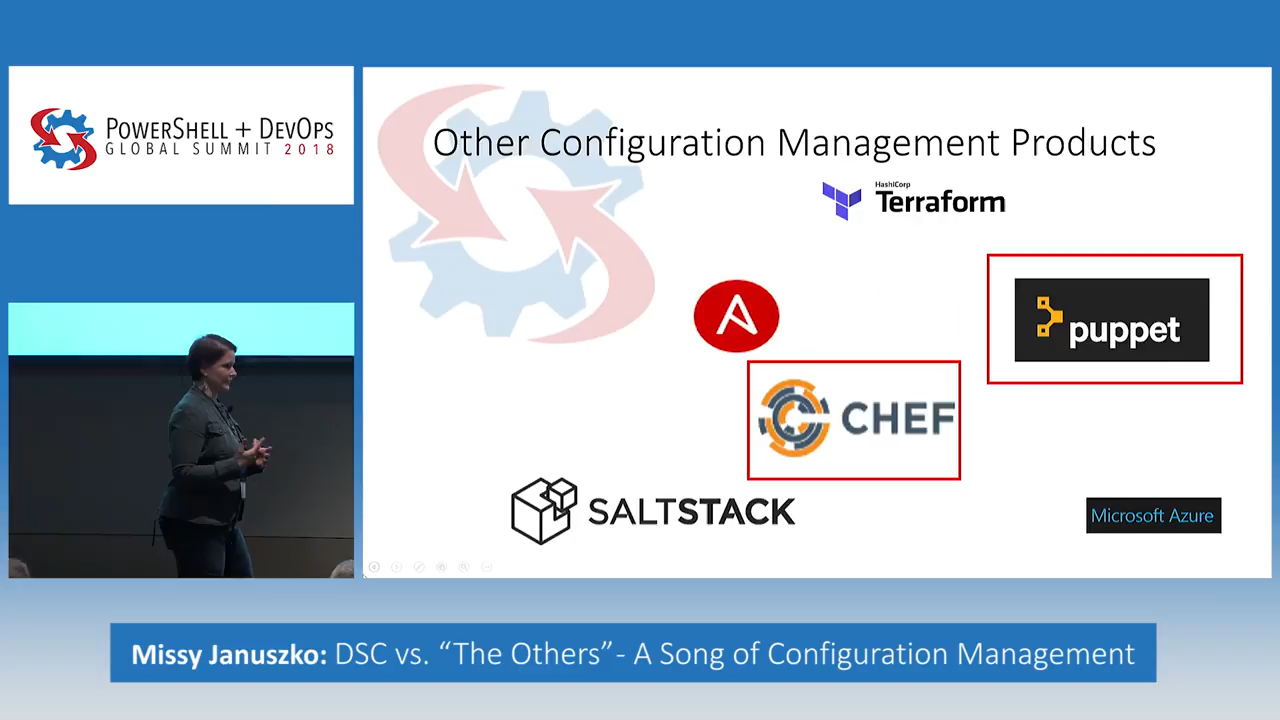 POWERSHELL + DEVOPS
GLOBAL SUMMIT 2018
Other Configuration Management Products
HashiCorp
Terraform
puppet
CHEF
SALTSTACK
Microsoft Azure
Missy Januszko: DSC vs. “The Others”- A Song of Configuration Management